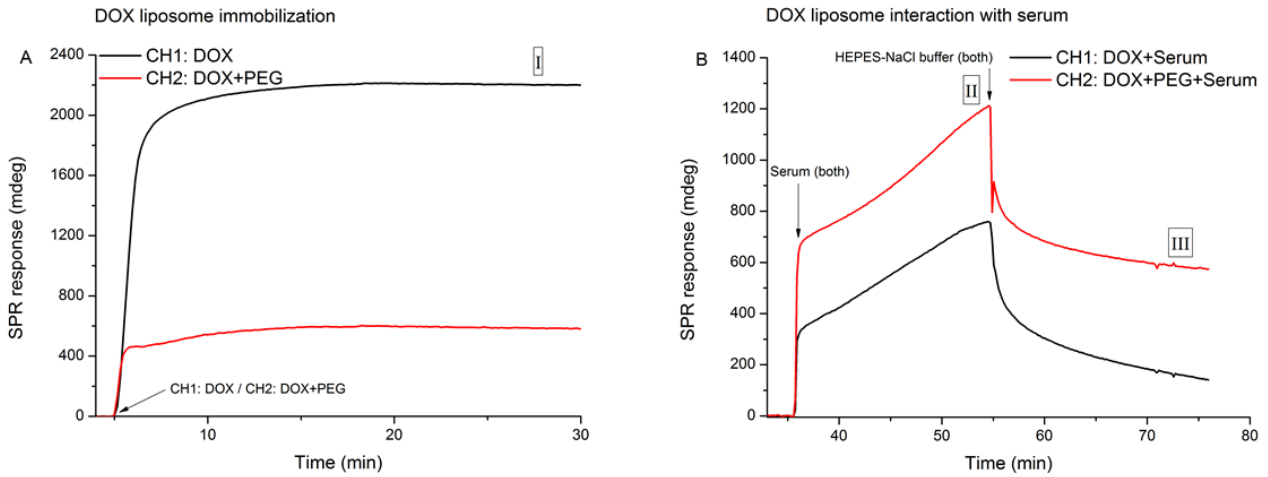 DOX liposome immobilization
A
CH1: DOX
CH2: DOX+PEG
I
2400
2200
1800
1600
1200
800
400
0
SPR response (mdeg)
CH1: DOX / CH2: DOX+PEG
10
20
30
Time (min)
DOX liposome interaction with serum
B
HEPES-NaCl buffer (both)
CH1: DOX+Serum
CH2: DOX+PEG+Serum
II
Serum (both)
III
1400
1200
1000
800
600
400
200
0
SPR response (mdeg)
40
50
60
70
80
Time (min)